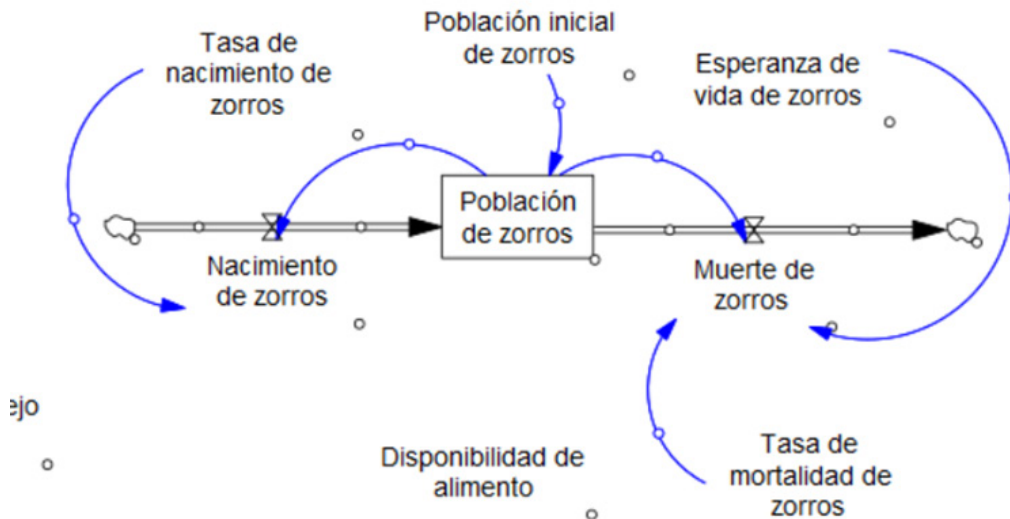 Tasa de
nacimiento de
zorros
Población inicial
de zorros
Esperanza de
vida de zorros
Población
de zorros
Nacimiento
de zorros
Muerte de
zorros
ejo
Disponibilidad de
alimento
Tasa de
mortalidad de
zorros